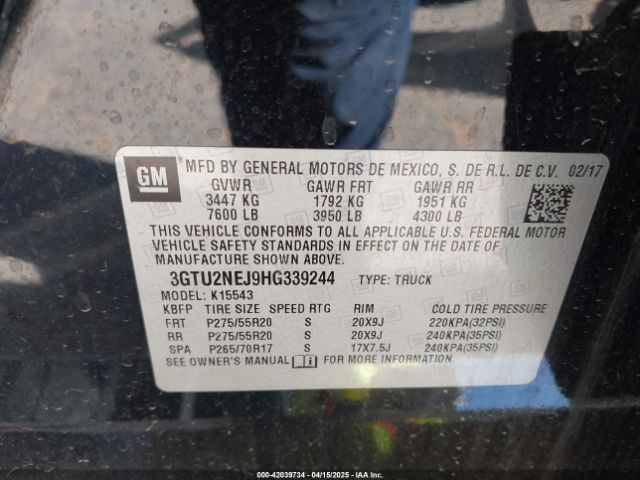 GM
MFD BY GENERAL MOTORS DE MEXICO, S. DE R.L. DE C.V. 02/17
GVWR GAWR FRT GAWR RR
3447 KG 1792 KG 1951 KG
7600 LB 3950 LB 4300 LB
THIS VEHICLE CONFORMS TO ALL APPLICABLE U.S. FEDERAL MOTOR
VEHICLE SAFETY STANDARDS IN EFFECT ON THE DATE OF
MANUFACTURE SHOWN ABOVE.
3GTU2NEJ9HG339244 TYPE: TRUCK
MODEL: K15543
KBFP TIRE SIZE SPEED RTG RIM COLD TIRE PRESSURE
FRT P275/55R20 S 20X9J 220KPA(32PSI)
RR P275/55R20 S 20X9J 240KPA(35PSI)
SPA P265/70R17 S 17X7.5J 240KPA(35PSI)
SEE OWNER'S MANUAL FOR MORE INFORMATION.
000-42039734 04/15/2025 IAAI.COM